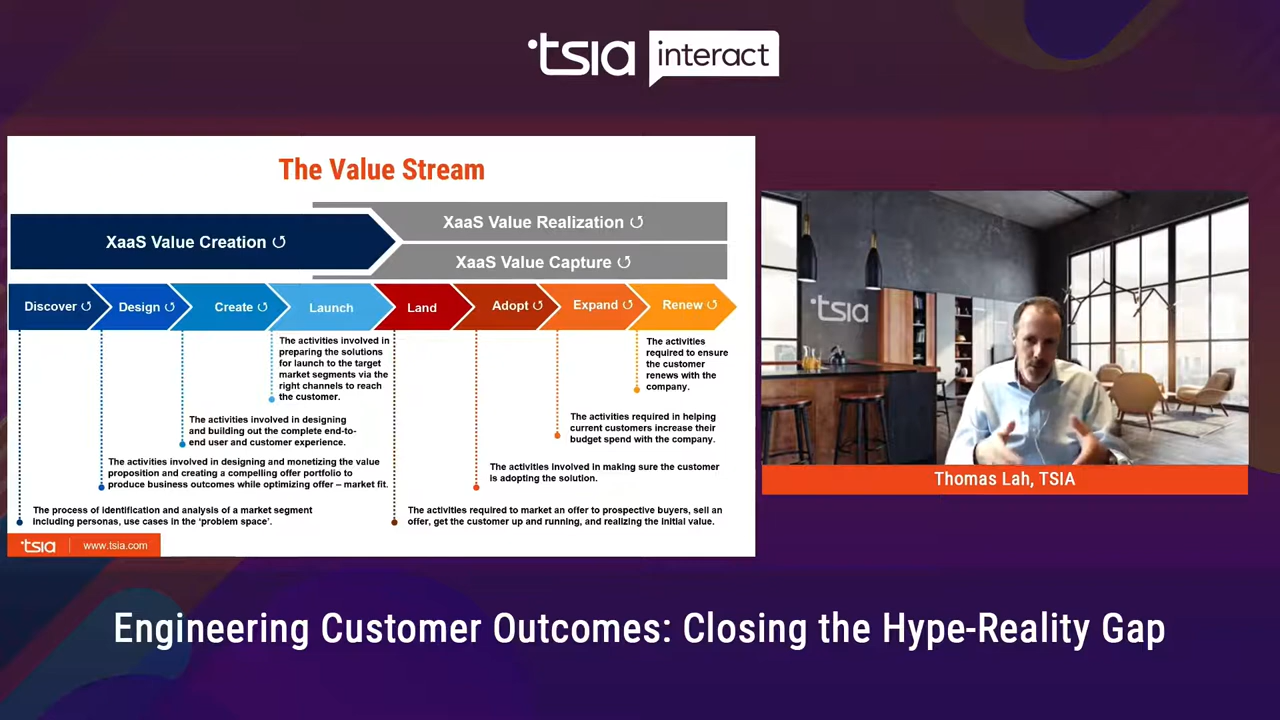 tsia interact
The Value Stream
XaaS Value Creation
XaaS Value Realization
XaaS Value Capture
Discover
Design
Create
Launch
Land
Adopt
Expand
Renew
The activities involved in
preparing the solutions
for launch to the target
market segments via the
right channels to reach
the customer.
The activities
required to ensure
the customer
renews with the
company.
The activities involved in designing
and building out the complete end-to-
end user and customer experience.
The activities required in helping
current customers increase their
budget spend with the company.
The activities involved in designing and monetizing the value
proposition and creating a compelling offer portfolio to
produce business outcomes while optimizing offer – market fit.
The activities involved in making sure the customer
is adopting the solution.
The process of identification and analysis of a market segment
including personas, use cases in the ‘problem space’.
The activities required to market an offer to prospective buyers, sell an
offer, get the customer up and running, and realizing the initial value.
tsia www.tsia.com
tsia
Thomas Lah, TSIA
Engineering Customer Outcomes: Closing the Hype-Reality Gap